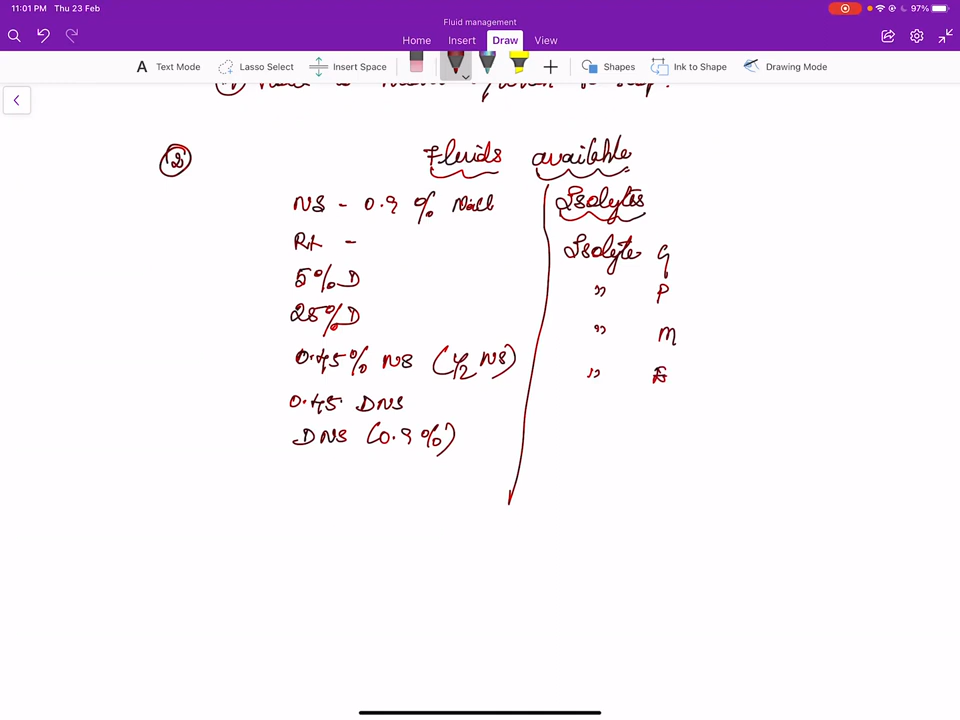 11:01 PM Thu 23 Feb
97%
Fluid management
Home Insert Draw View
Text Mode Lasso Select Insert Space Shapes Ink to Shape Drawing Mode
②
Fluids available
NS - 0.9 % Nacl
RL -
5% D
25% D
0.45% NS (1/2 NS)
0.45 DNS
DNS (0.9%)
Isolytes
Isolyte G
" P
" M
" E